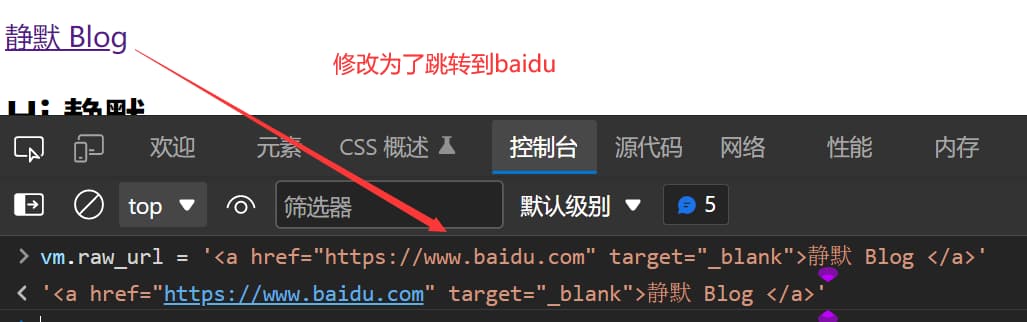 静默 Blog
修改为了跳转到baidu
Hi 静默
欢迎 元素 CSS 概述 控制台 源代码 网络 性能 内存
top 筛选器 默认级别 5
> vm.raw_url = '<a href="https://www.baidu.com" target="_blank">静默 Blog </a>'
< '<a href="https://www.baidu.com" target="_blank">静默 Blog </a>'